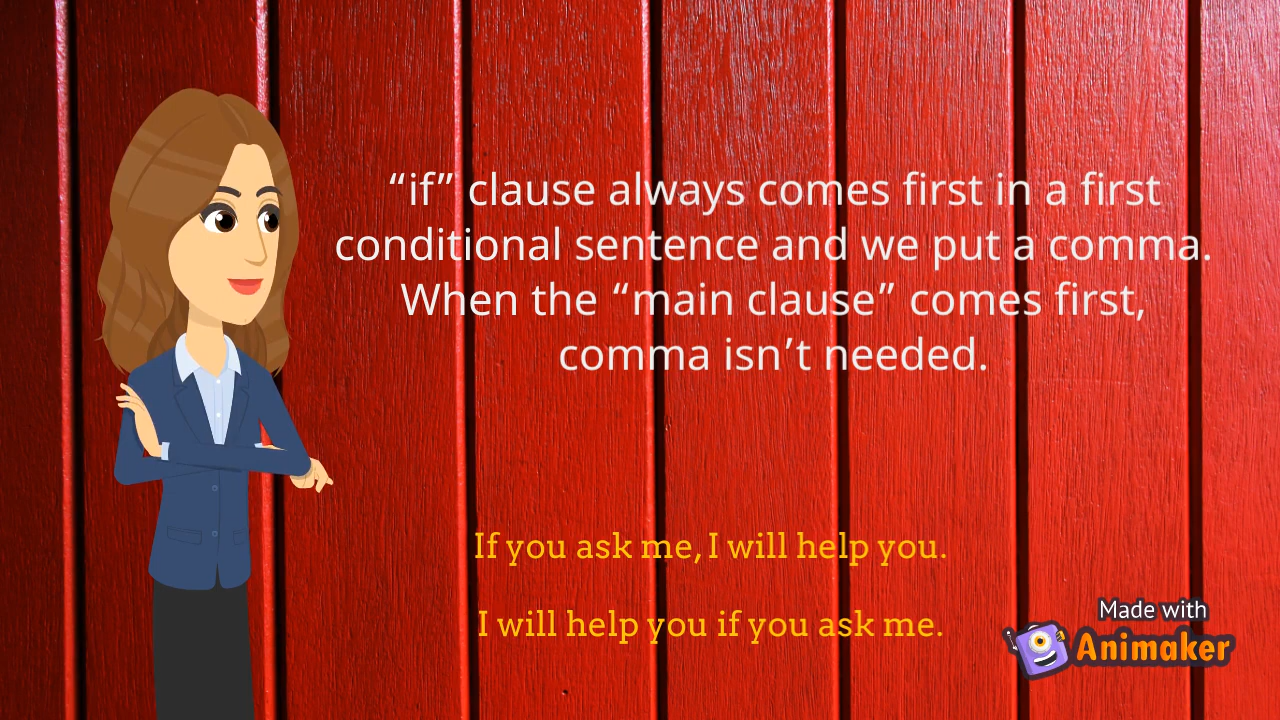 “if” clause always comes first in a first
conditional sentence and we put a comma.
When the “main clause” comes first,
comma isn’t needed.
If you ask me, I will help you.
I will help you if you ask me.
Made with
Animaker